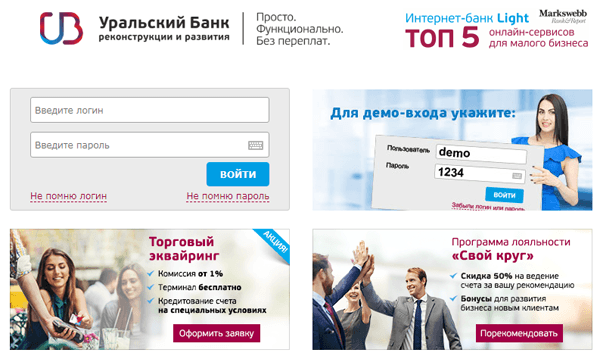 Уральский Банк
реконструкции и развития
Просто.
Функционально.
Без переплат.
Интернет-банк Light
Markswebb
Rank&Report
ТОП 5
онлайн-сервисов
для малого бизнеса
Введите логин
Введите пароль
ВОЙТИ
Не помню логин
Не помню пароль
Для демо-входа укажите:
Пользователь
demo
Пароль
1234
ВОЙТИ
Забыли логин или пароль
Торговый
эквайринг
АКЦИЯ!
Комиссия от 1%
Терминал бесплатно
Кредитование счета
на специальных условиях
Оформить заявку
Программа лояльности
«Свой круг»
Скидка 50% на ведение
счета за вашу рекомендацию
Бонусы для развития
бизнеса новым клиентам
Порекомендовать